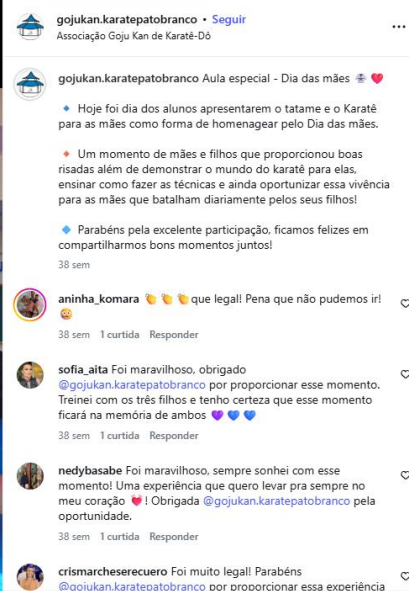 gojukan.karatepatobranco • Seguir
Associação Goju Kan de Karatê-Dô
gojukan.karatepatobranco Aula especial - Dia das mães
Hoje foi dia dos alunos apresentarem o tatame e o Karatê
para as mães como forma de homenagear pelo Dia das mães.
Um momento de mães e filhos que proporcionou boas
risadas além de demonstrar o mundo do karatê para elas,
ensinar como fazer as técnicas e ainda oportunizar essa vivência
para as mães que batalham diariamente pelos seus filhos!
Parabéns pela excelente participação, ficamos felizes em
compartilharmos bons momentos juntos!
38 sem
aninha_komara 👏👏👏que legal! Pena que não pudemos ir!
38 sem 1 curtida Responder
sofia_aita Foi maravilhoso, obrigado
@gojukan.karatepatobranco por proporcionar esse momento.
Treinei com os três filhos e tenho certeza que esse momento
ficará na memória de ambos 💜💙💙
38 sem 1 curtida Responder
nedybasabe Foi maravilhoso, sempre sonhei com esse
momento! Uma experiência que quero levar pra sempre no
meu coração 💓! Obrigada @gojukan.karatepatobranco pela
oportunidade.
38 sem 1 curtida Responder
crismarcheserecuero Foi muito legal! Parabéns
@gojukan.karatepatobranco por proporcionar essa experiência